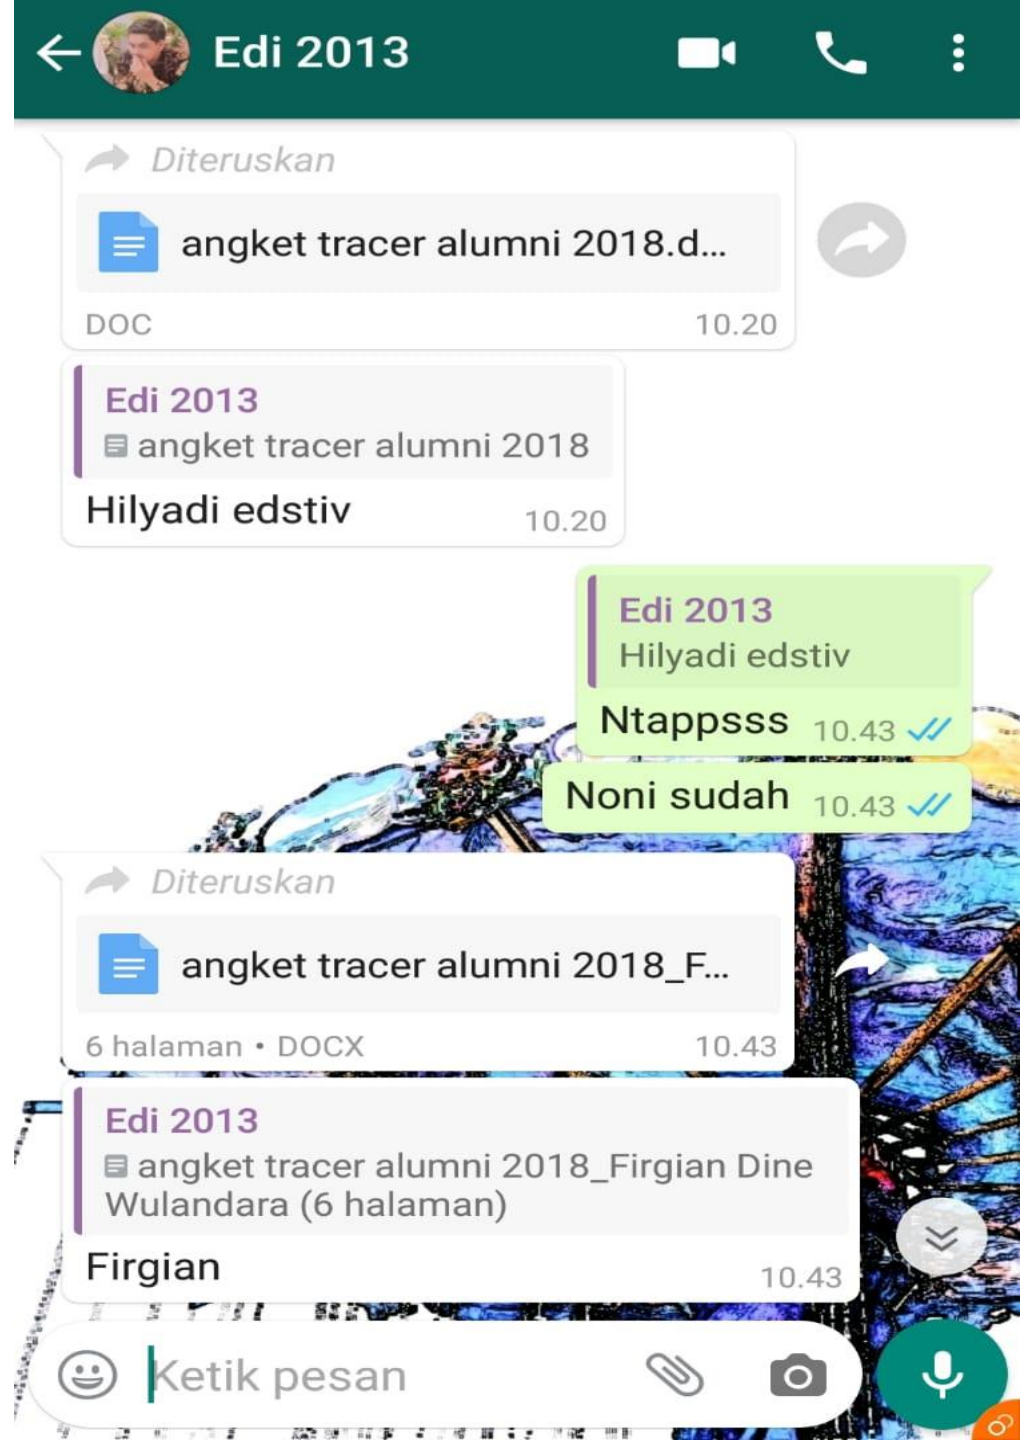 Edi 2013
Diteruskan
angket tracer alumni 2018.d...
DOC 10.20
Edi 2013
angket tracer alumni 2018
Hilyadi edstiv 10.20
Edi 2013
Hilyadi edstiv
Ntappsss 10.43
Noni sudah 10.43
Diteruskan
angket tracer alumni 2018_F...
6 halaman • DOCX 10.43
Edi 2013
angket tracer alumni 2018_Firgian Dine
Wulandara (6 halaman)
Firgian 10.43
Ketik pesan